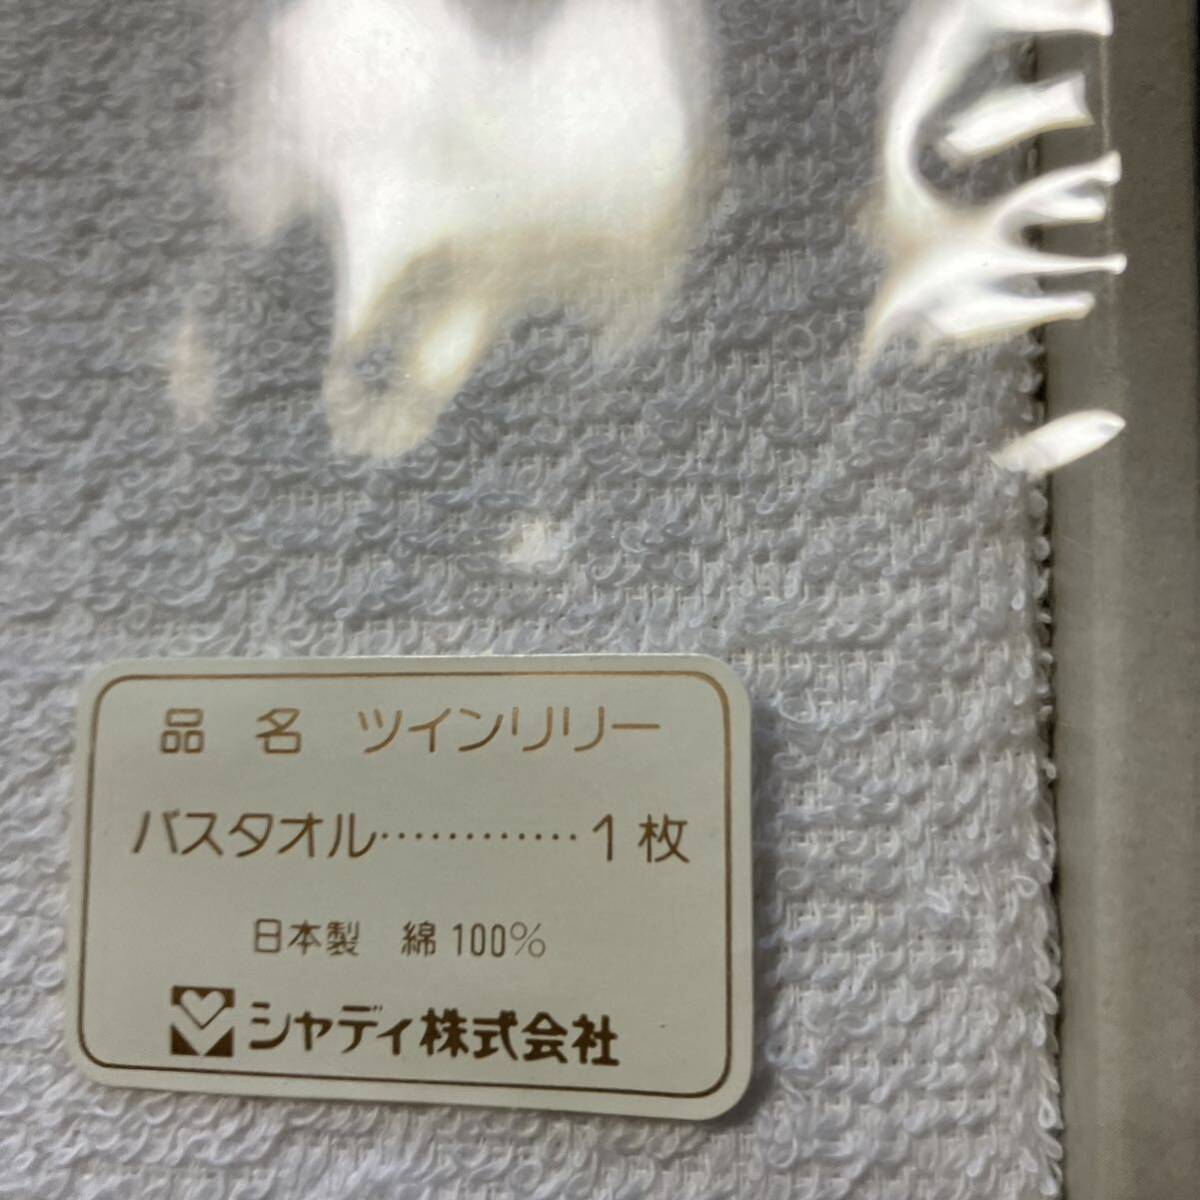 品 名 ツインリリー
バスタオル…………1枚
日本製 綿100%
シャディ株式会社